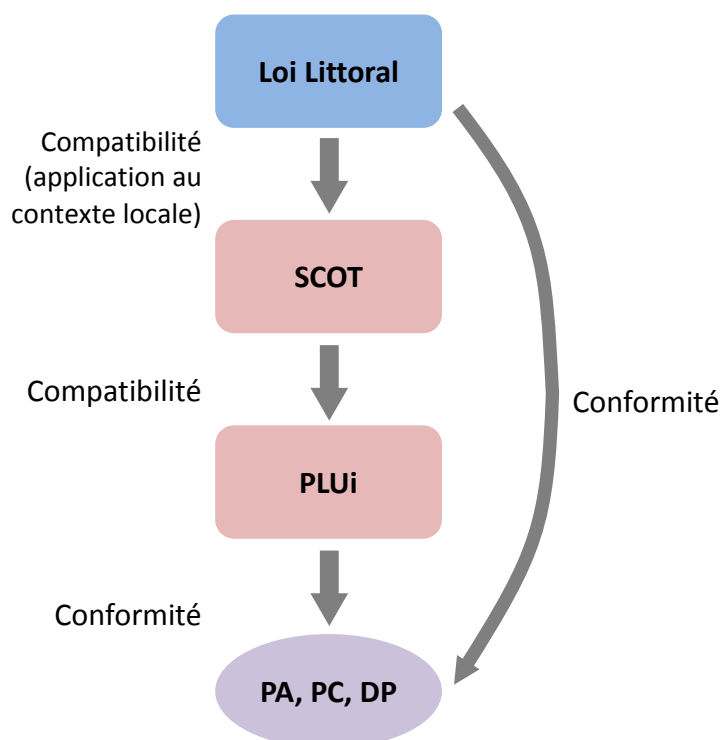 Loi Littoral
Compatibilité
(application au
contexte locale)
SCOT
Compatibilité
Conformité
PLUi
Conformité
PA, PC, DP